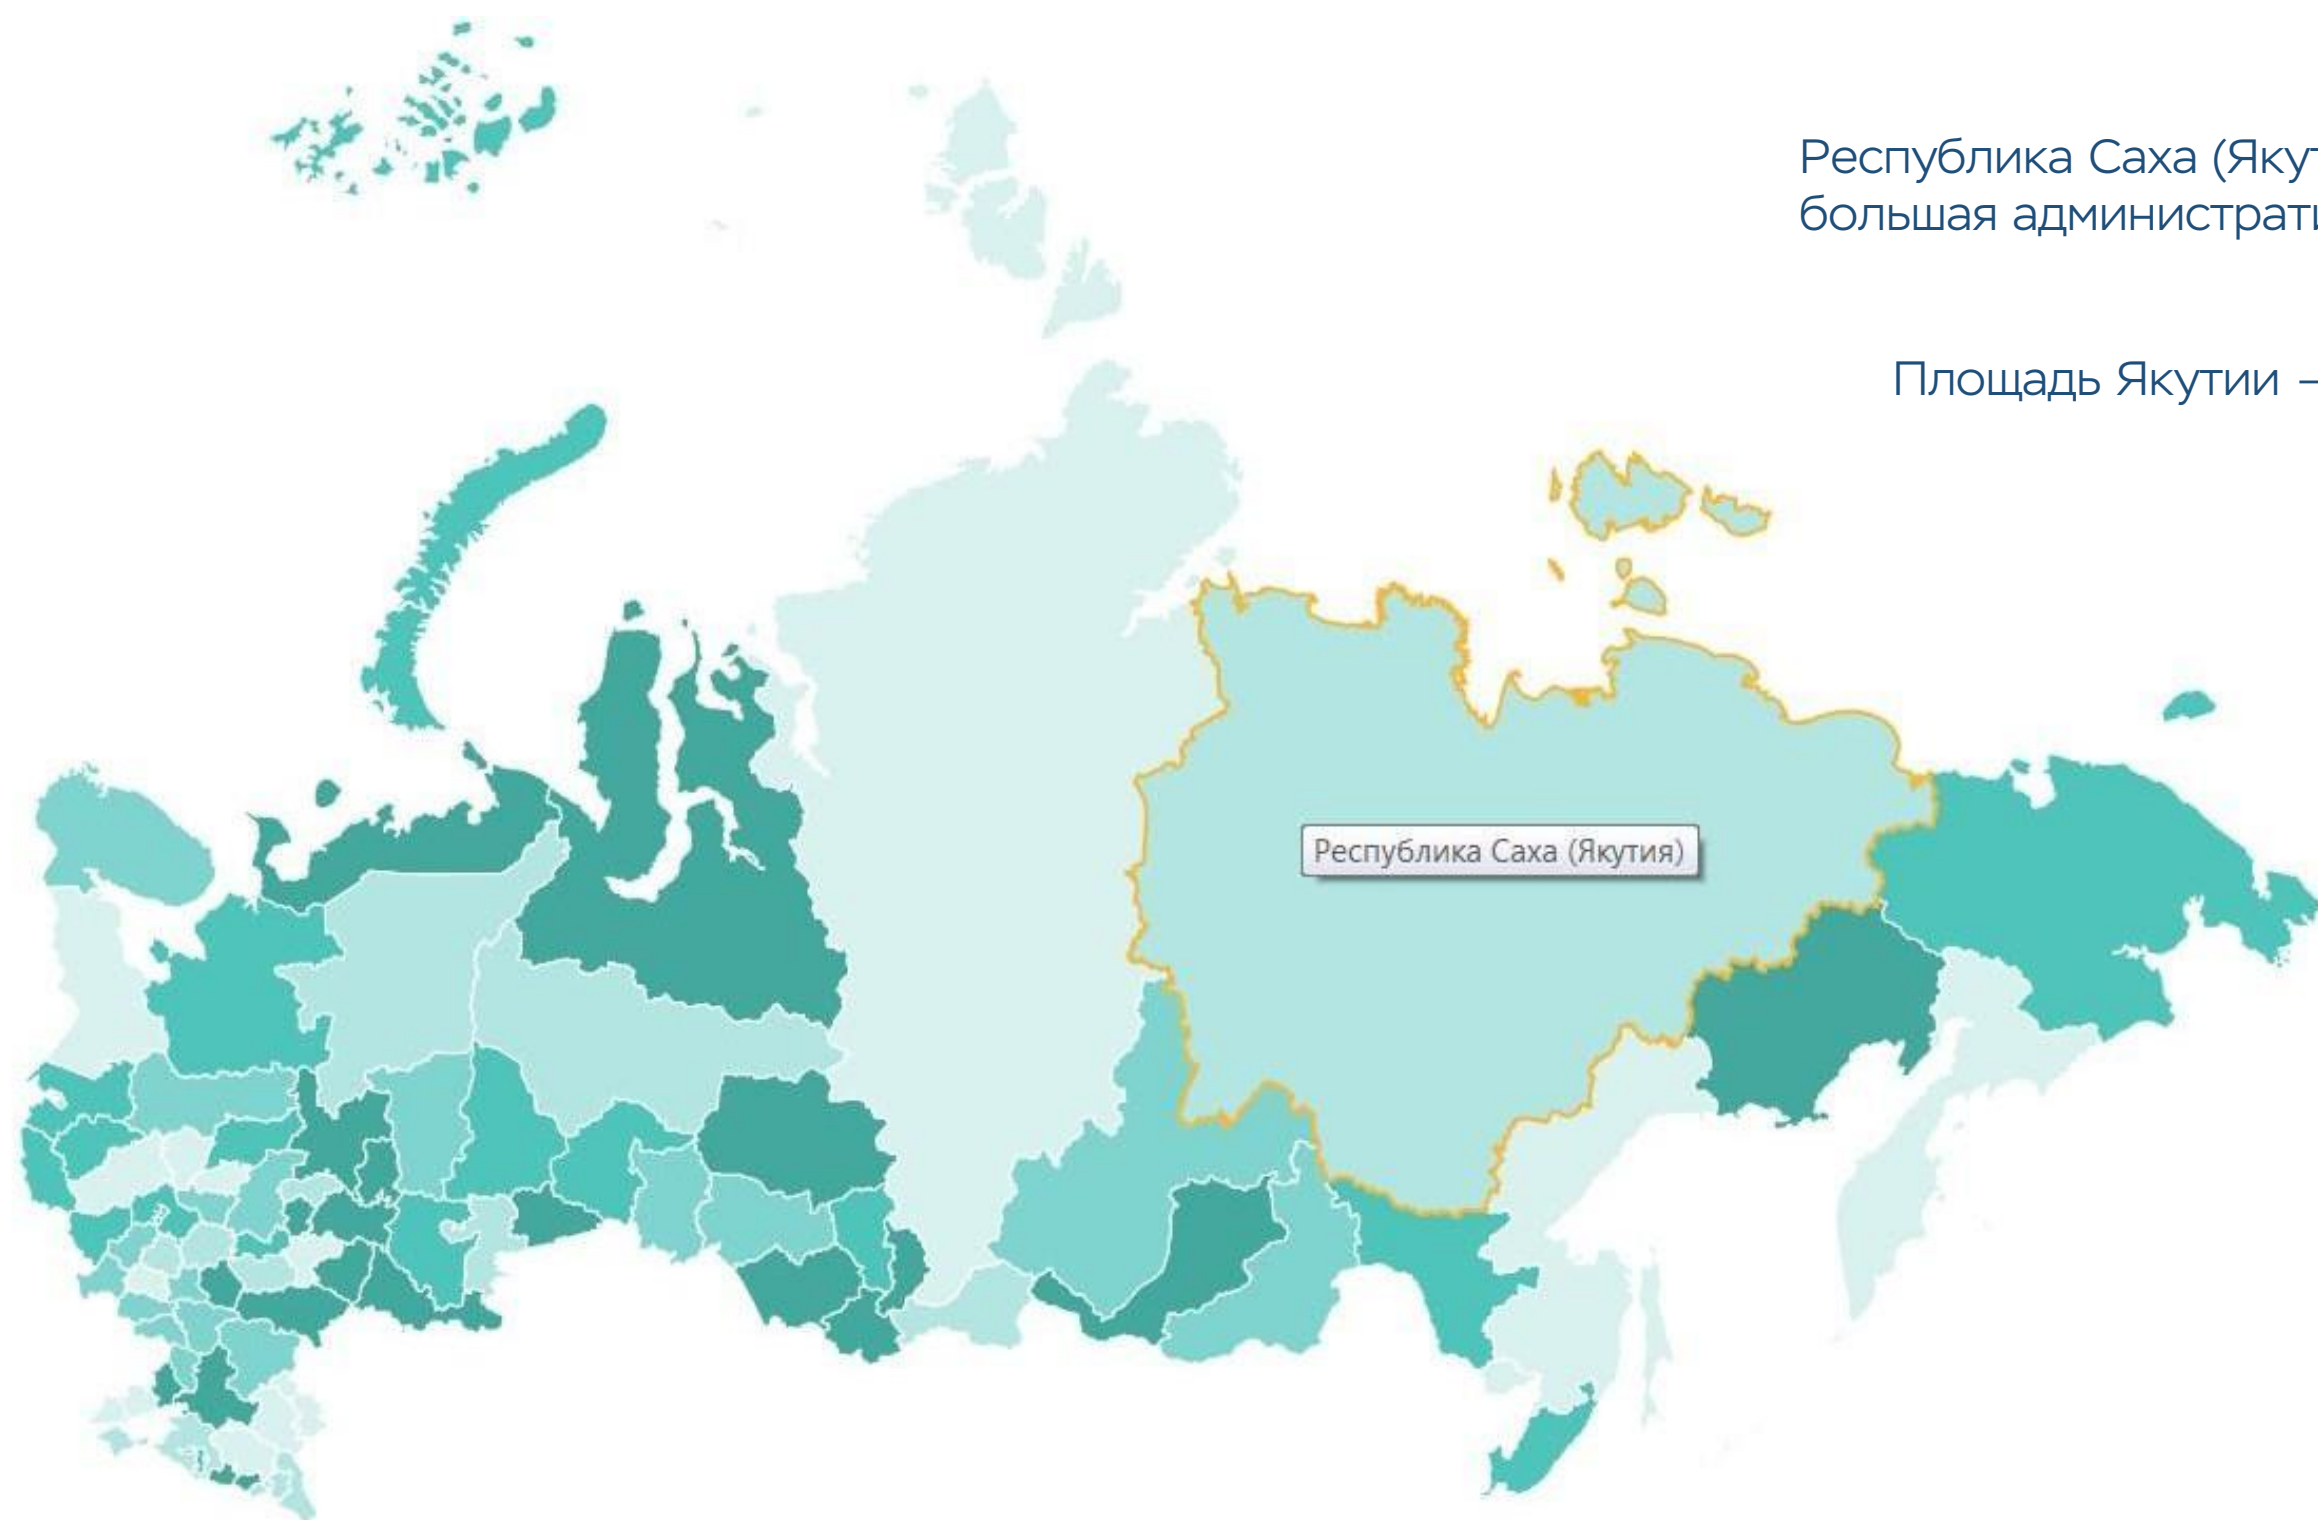 Республика Саха (Яку
большая администрати
Площадь Якутии –
Республика Саха (Якутия)